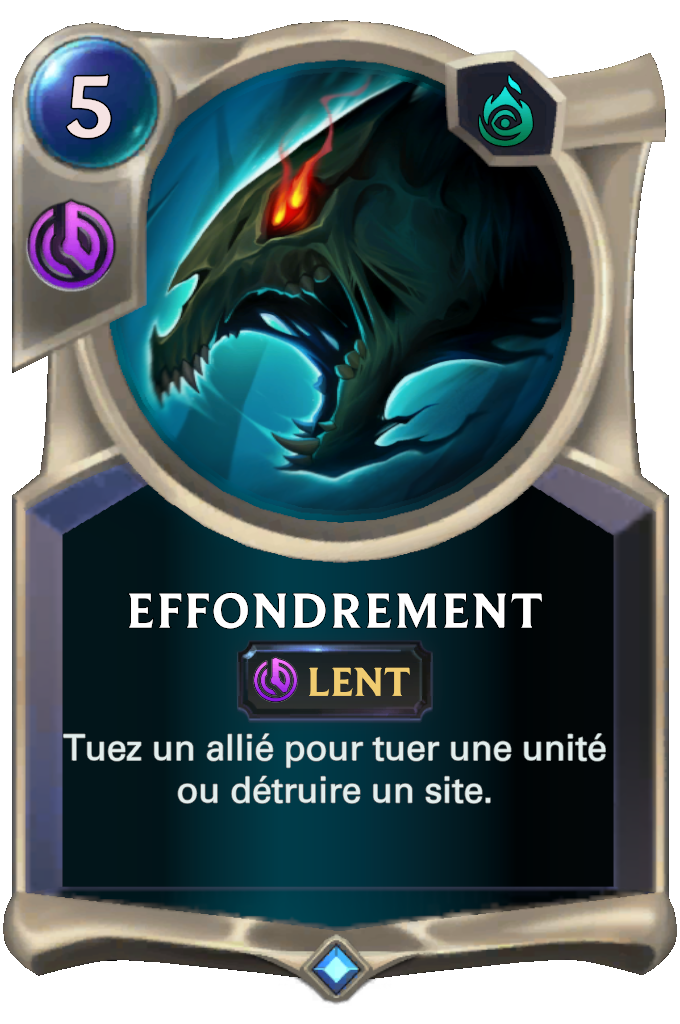 5
EFFONDREMENT
LENT
Tuez un allié pour tuer une unité
ou détruire un site.